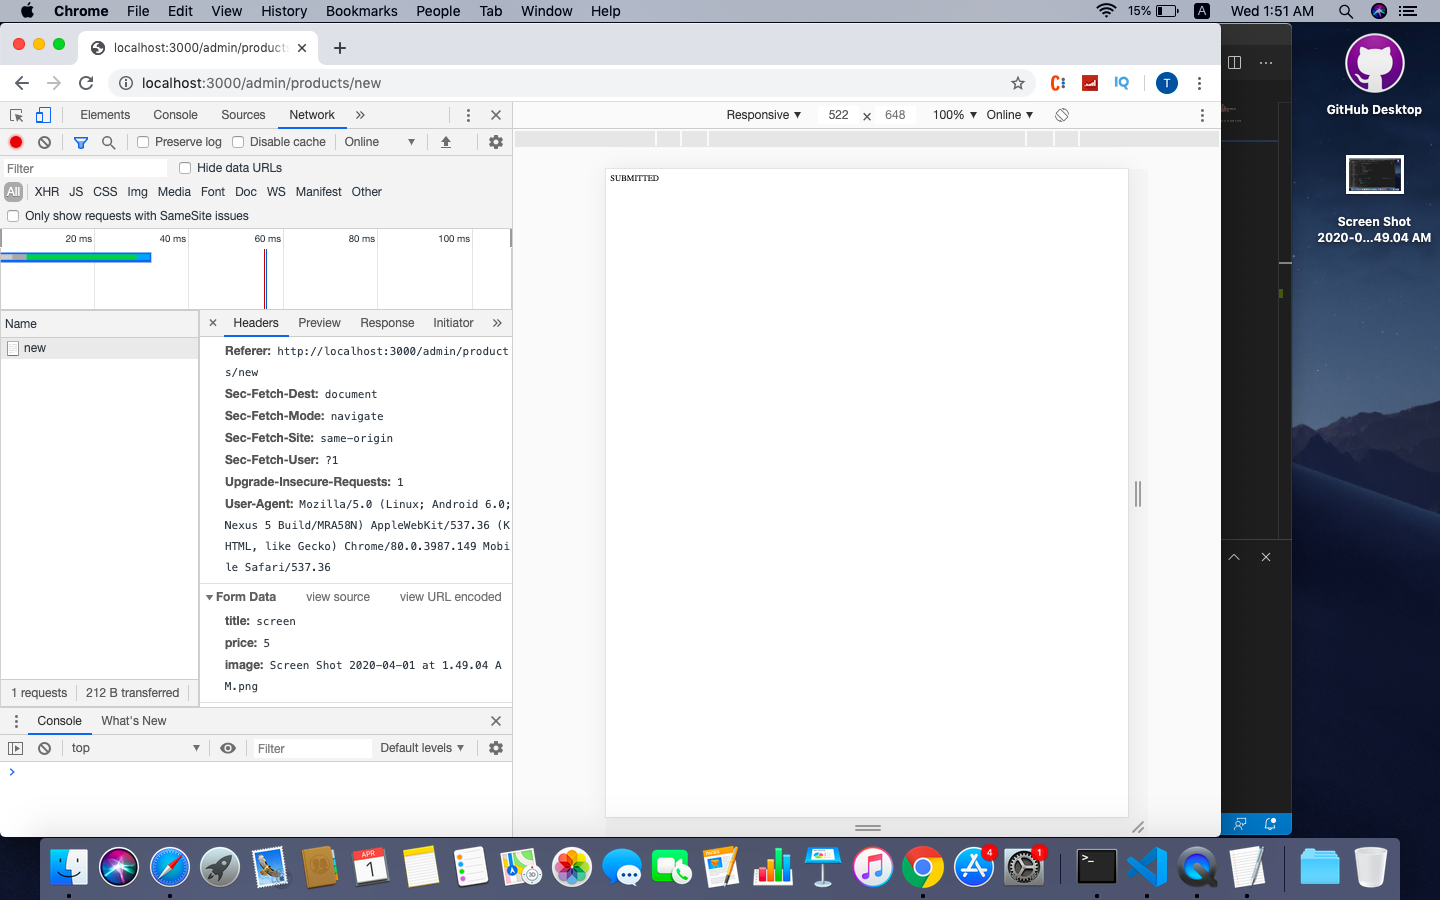 Chrome File Edit View History Bookmarks People Tab Window Help 15% A Wed 1:51 AM
localhost:3000/admin/products
localhost:3000/admin/products/new
T
Elements Console Sources Network
Preserve log Disable cache Online
Filter Hide data URLs
All XHR JS CSS Img Media Font Doc WS Manifest Other
Only show requests with SameSite issues
20 ms 40 ms 60 ms 80 ms 100 ms
Name
new
Headers Preview Response Initiator
Referer: http://localhost:3000/admin/product
s/new
Sec-Fetch-Dest: document
Sec-Fetch-Mode: navigate
Sec-Fetch-Site: same-origin
Sec-Fetch-User: ?1
Upgrade-Insecure-Requests: 1
User-Agent: Mozilla/5.0 (Linux; Android 6.0;
Nexus 5 Build/MRA58N) AppleWebKit/537.36 (K
HTML, like Gecko) Chrome/80.0.3987.149 Mobi
le Safari/537.36
Form Data view source view URL encoded
title: screen
price: 5
image: Screen Shot 2020-04-01 at 1.49.04 A
M.png
1 requests 212 B transferred
Console What's New
top Filter Default levels
Responsive 522 × 648 100% Online
SUBMITTED
GitHub Desktop
Screen Shot
2020-0...49.04 AM
APR
1
4
1